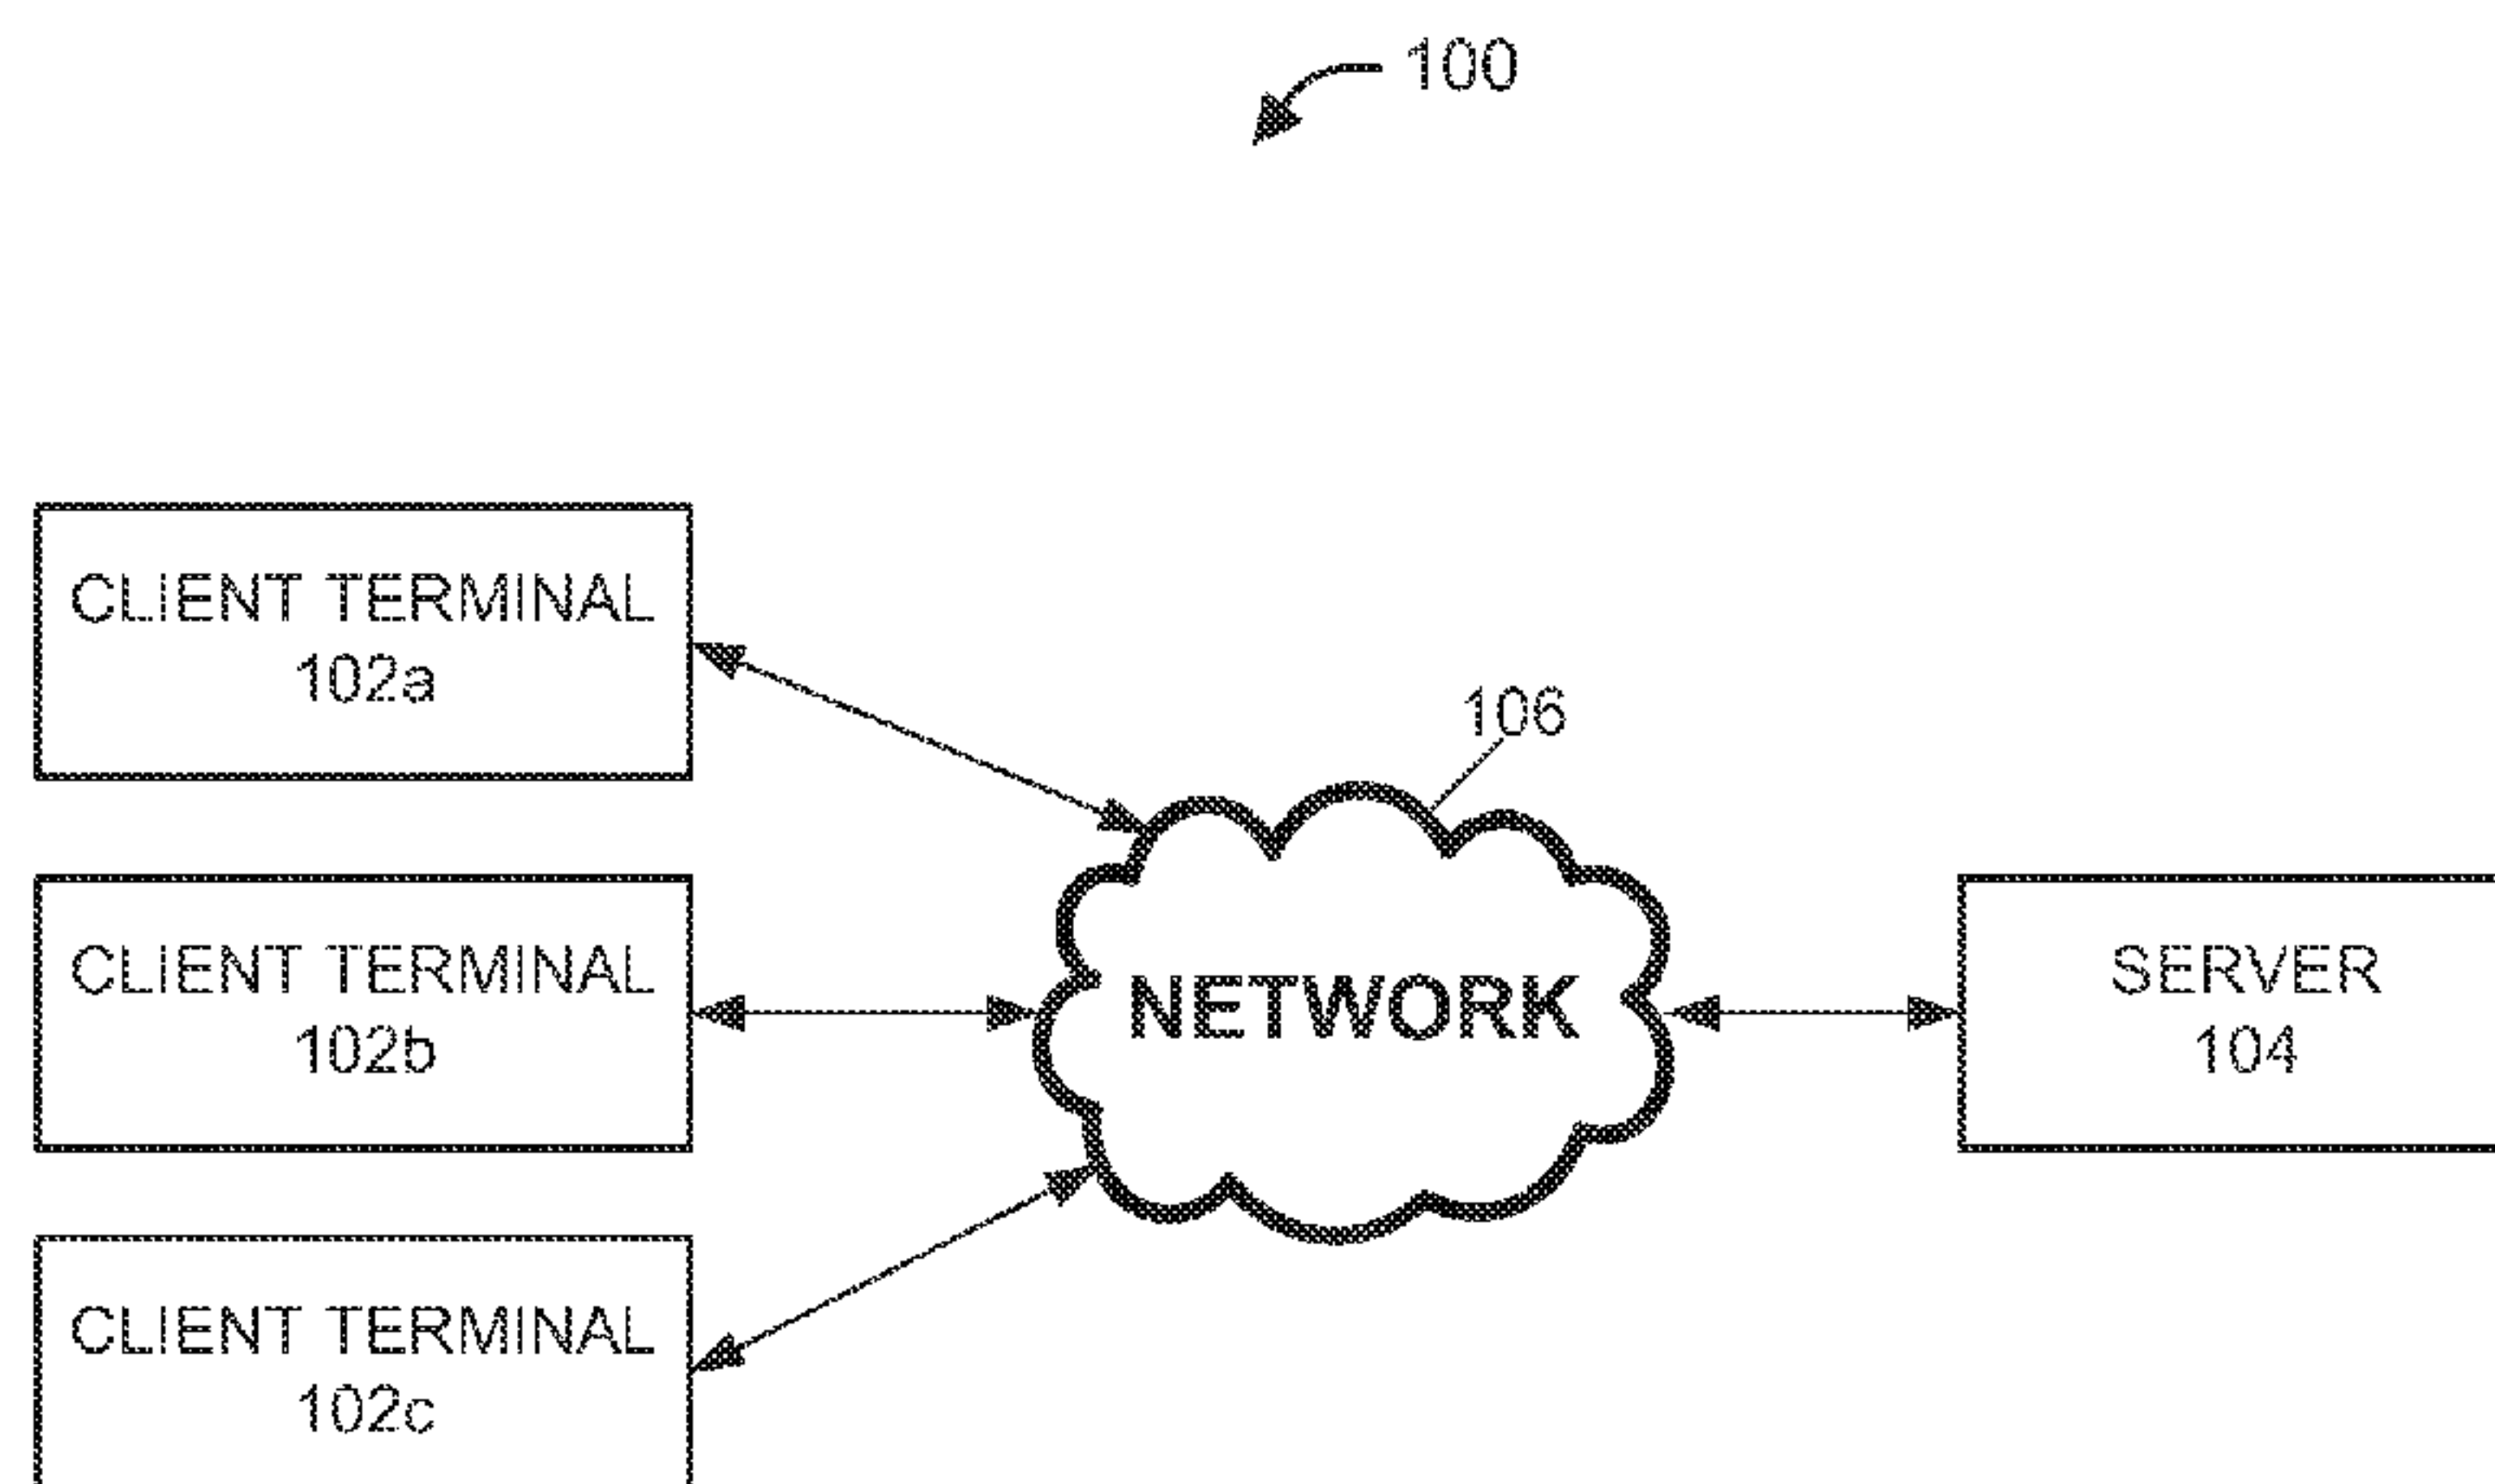 100
CLIENT TERMINAL
102a
106
CLIENT TERMINAL
102b
NETWORK
SERVER
104
CLIENT TERMINAL
102c